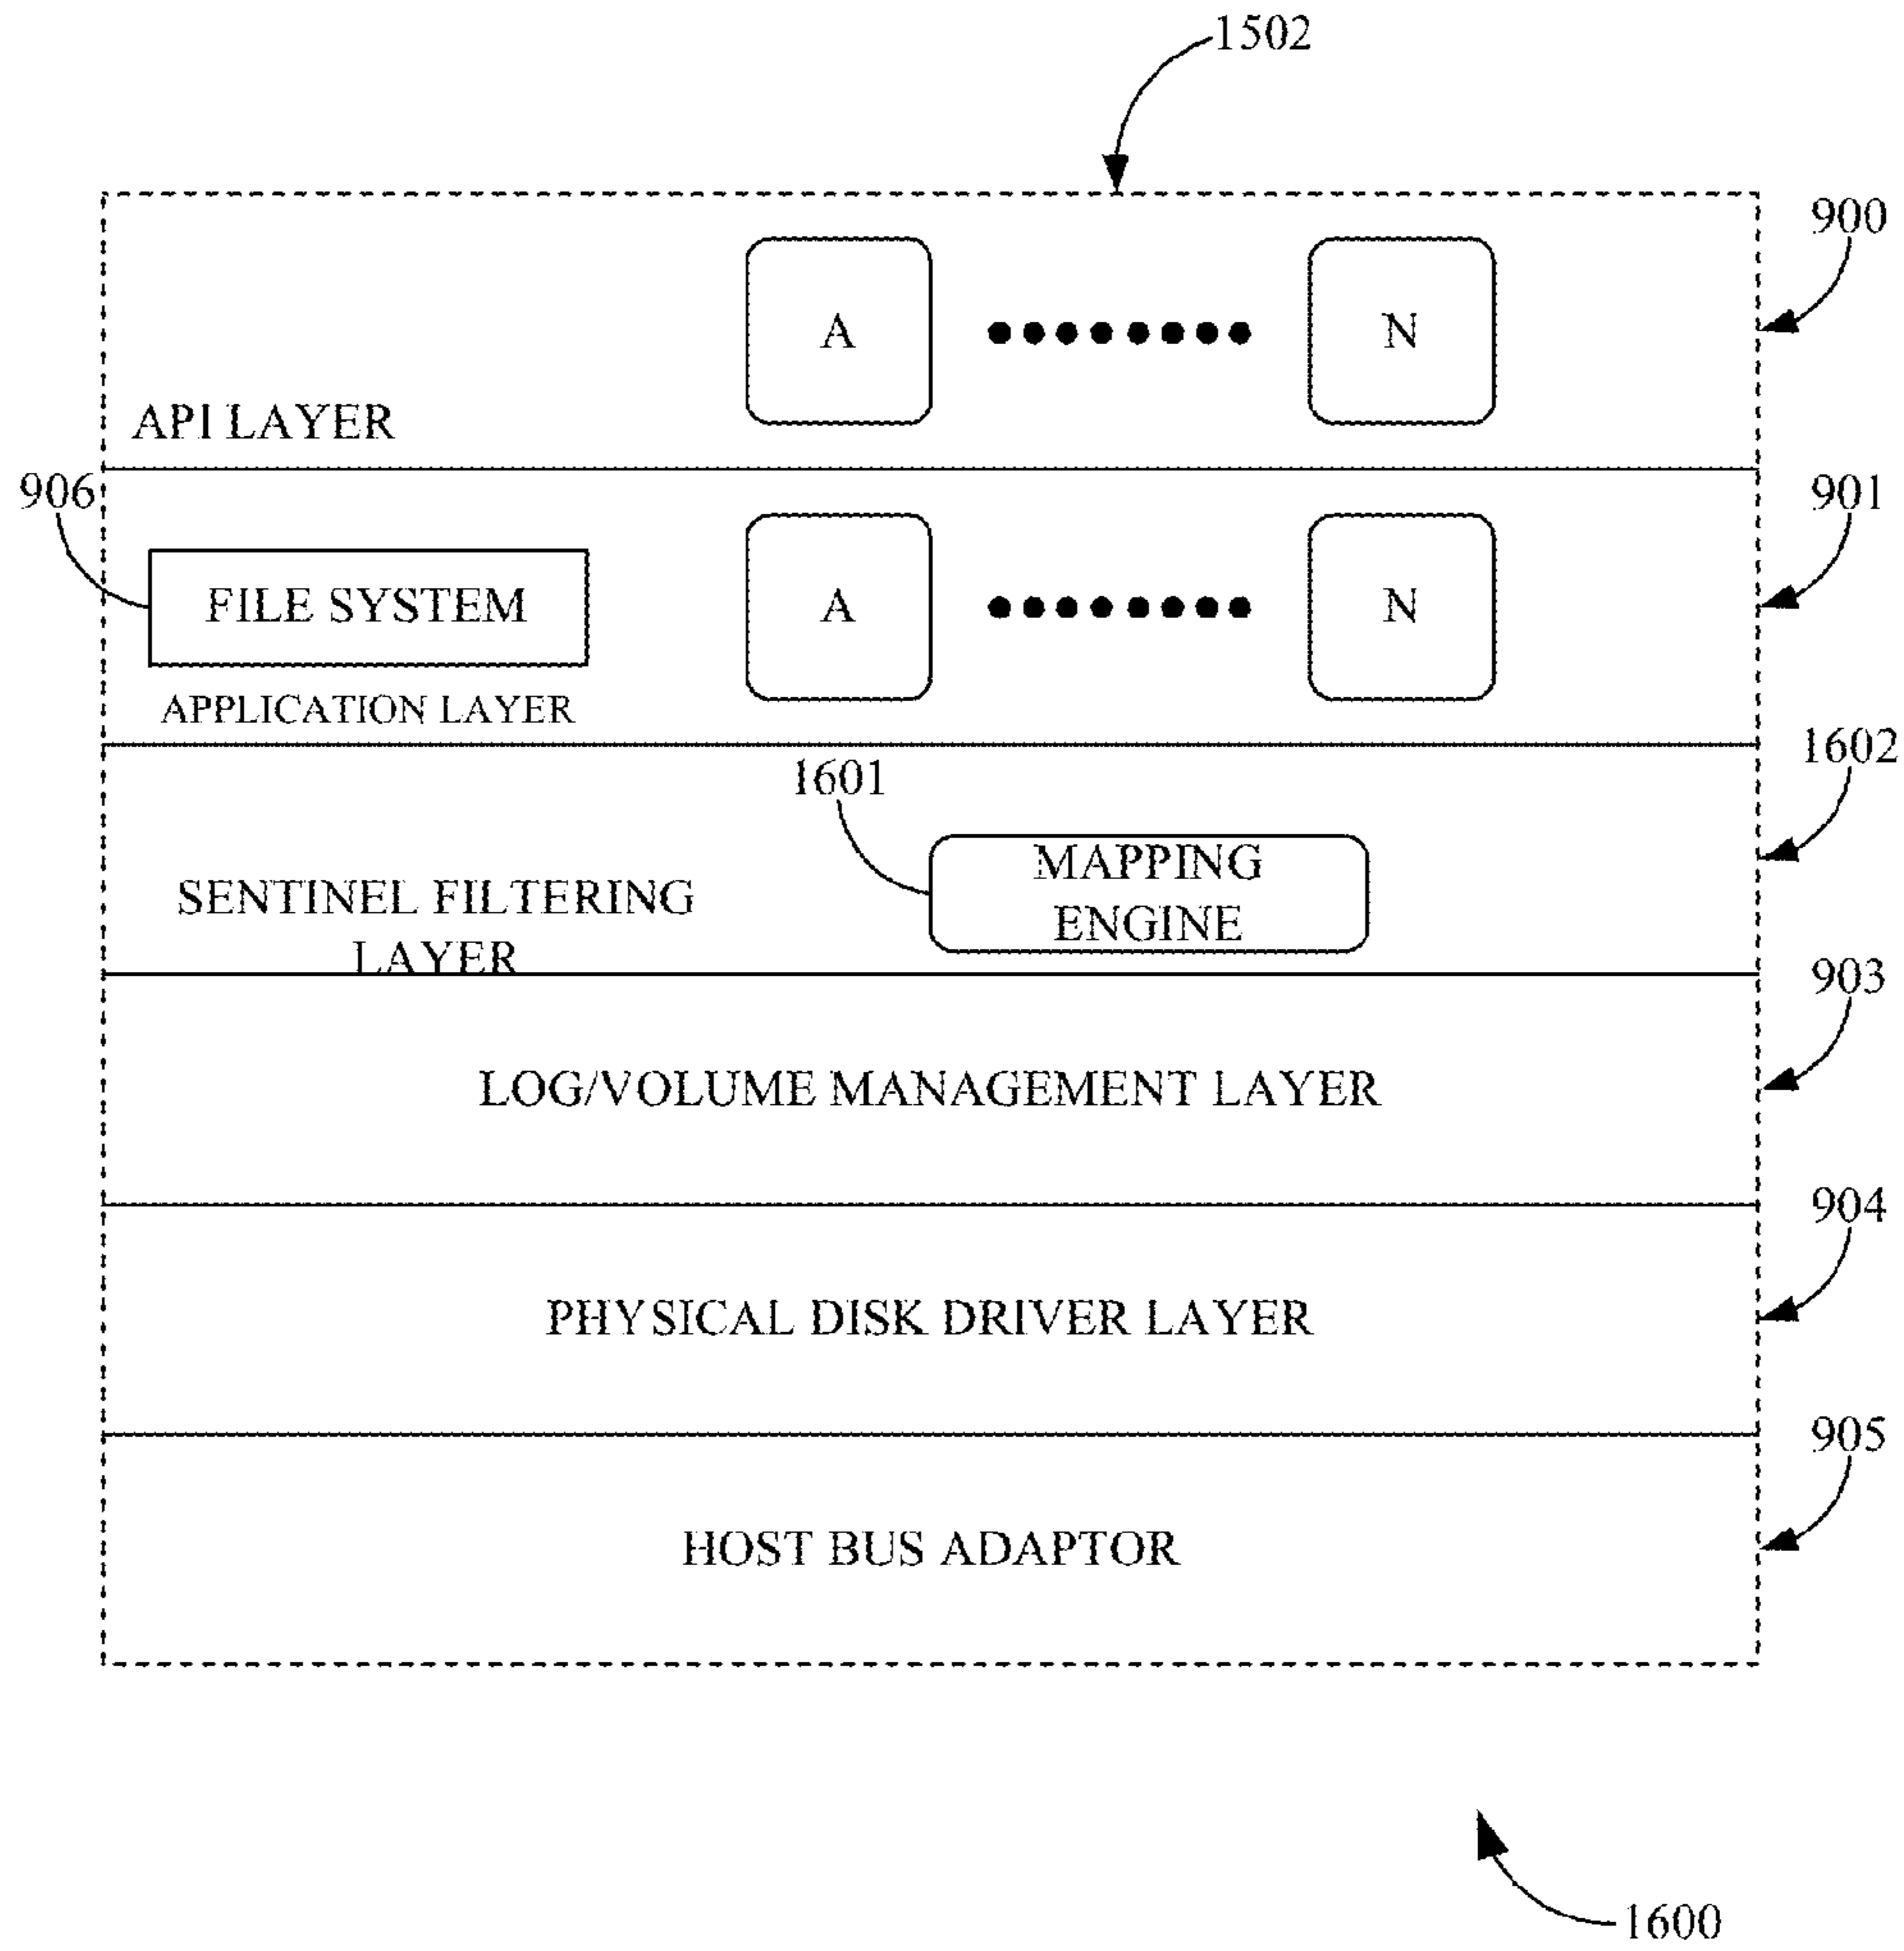 1502
900
A
N
API LAYER
906
901
FILE SYSTEM
A
N
APPLICATION LAYER
1602
1601
MAPPING
ENGINE
SENTINEL FILTERING
LAYER
903
LOG/VOLUME MANAGEMENT LAYER
904
PHYSICAL DISK DRIVER LAYER
905
HOST BUS ADAPTOR
1600